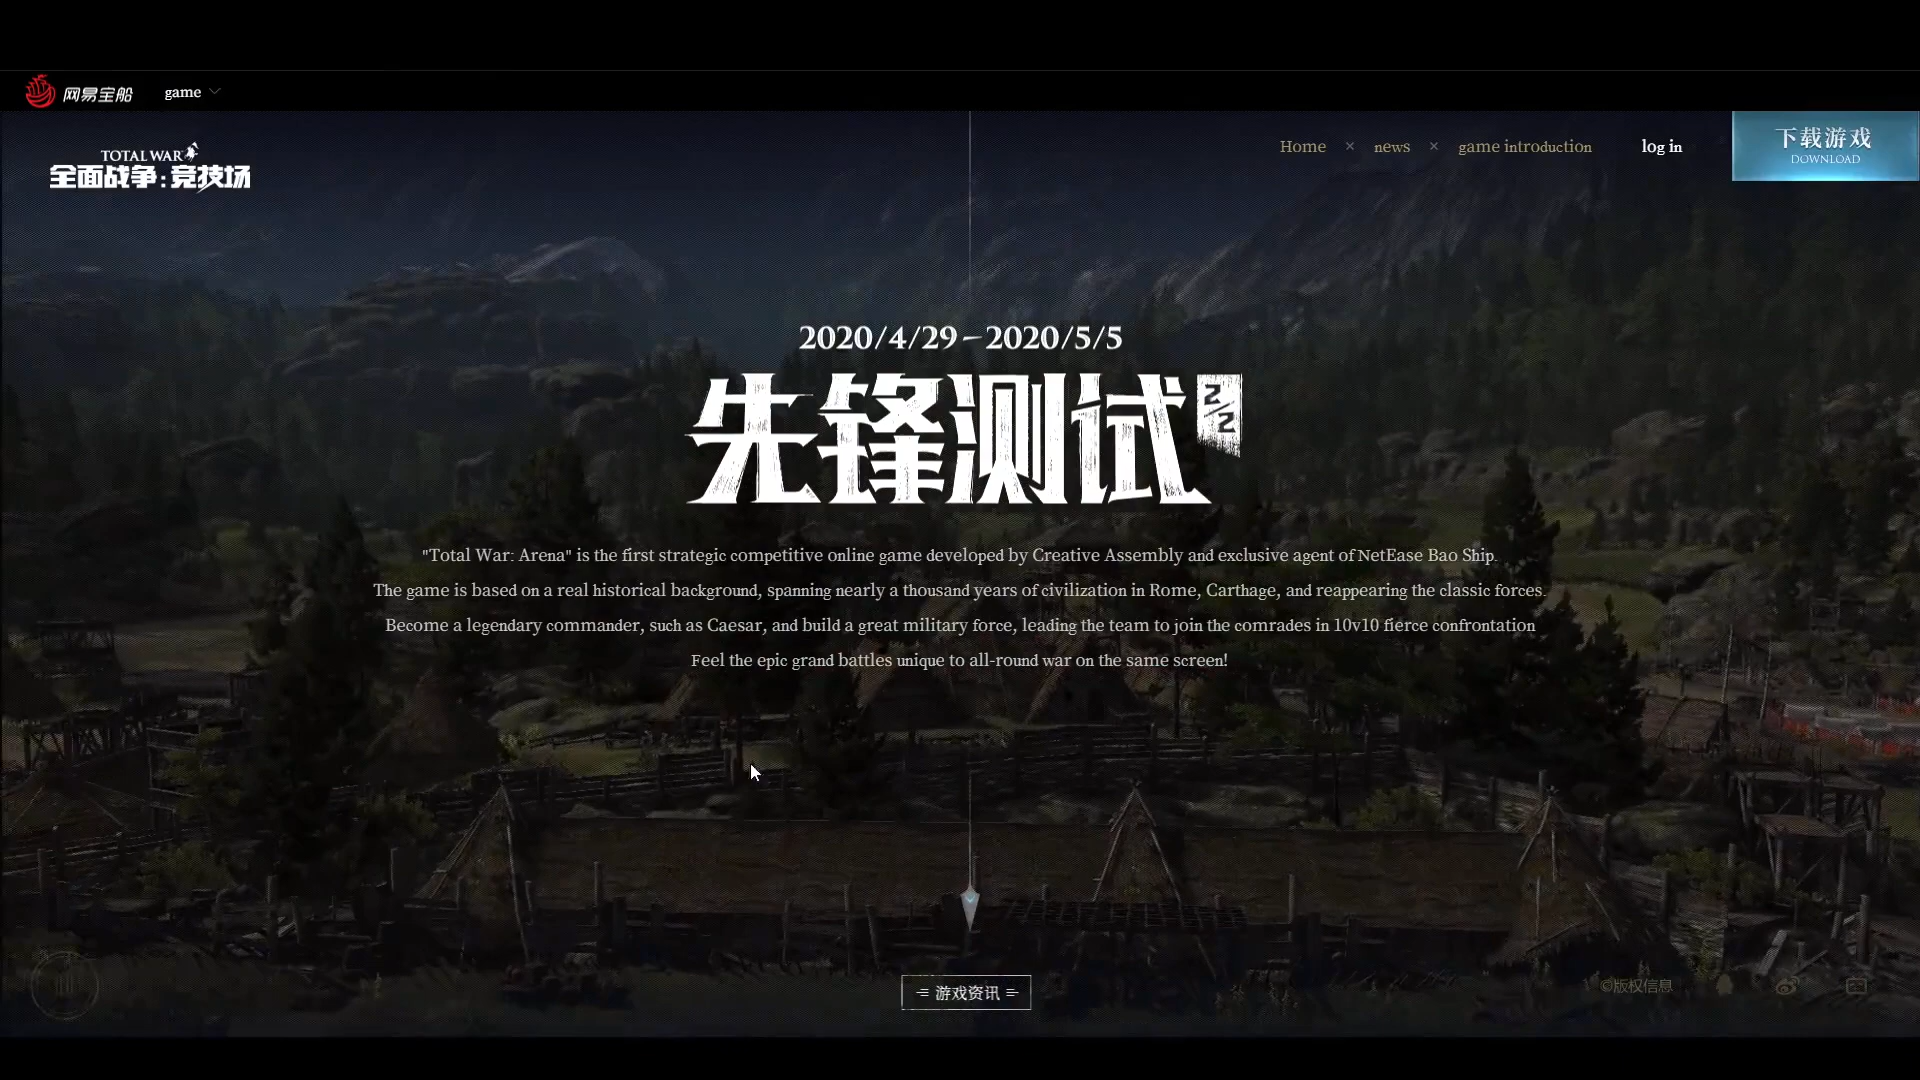 网易宝船
game
TOTAL WAR
全面战争:竞技场
Home × news × game introduction
log in
下载游戏
DOWNLOAD
2020/4/29–2020/5/5
先锋测试 2/2
"Total War: Arena" is the first strategic competitive online game developed by Creative Assembly and exclusive agent of NetEase Bao Ship.
The game is based on a real historical background, spanning nearly a thousand years of civilization in Rome, Carthage, and reappearing the classic forces.
Become a legendary commander, such as Caesar, and build a great military force, leading the team to join the comrades in 10v10 fierce confrontation
Feel the epic grand battles unique to all-round war on the same screen!
游戏资讯
©版权信息